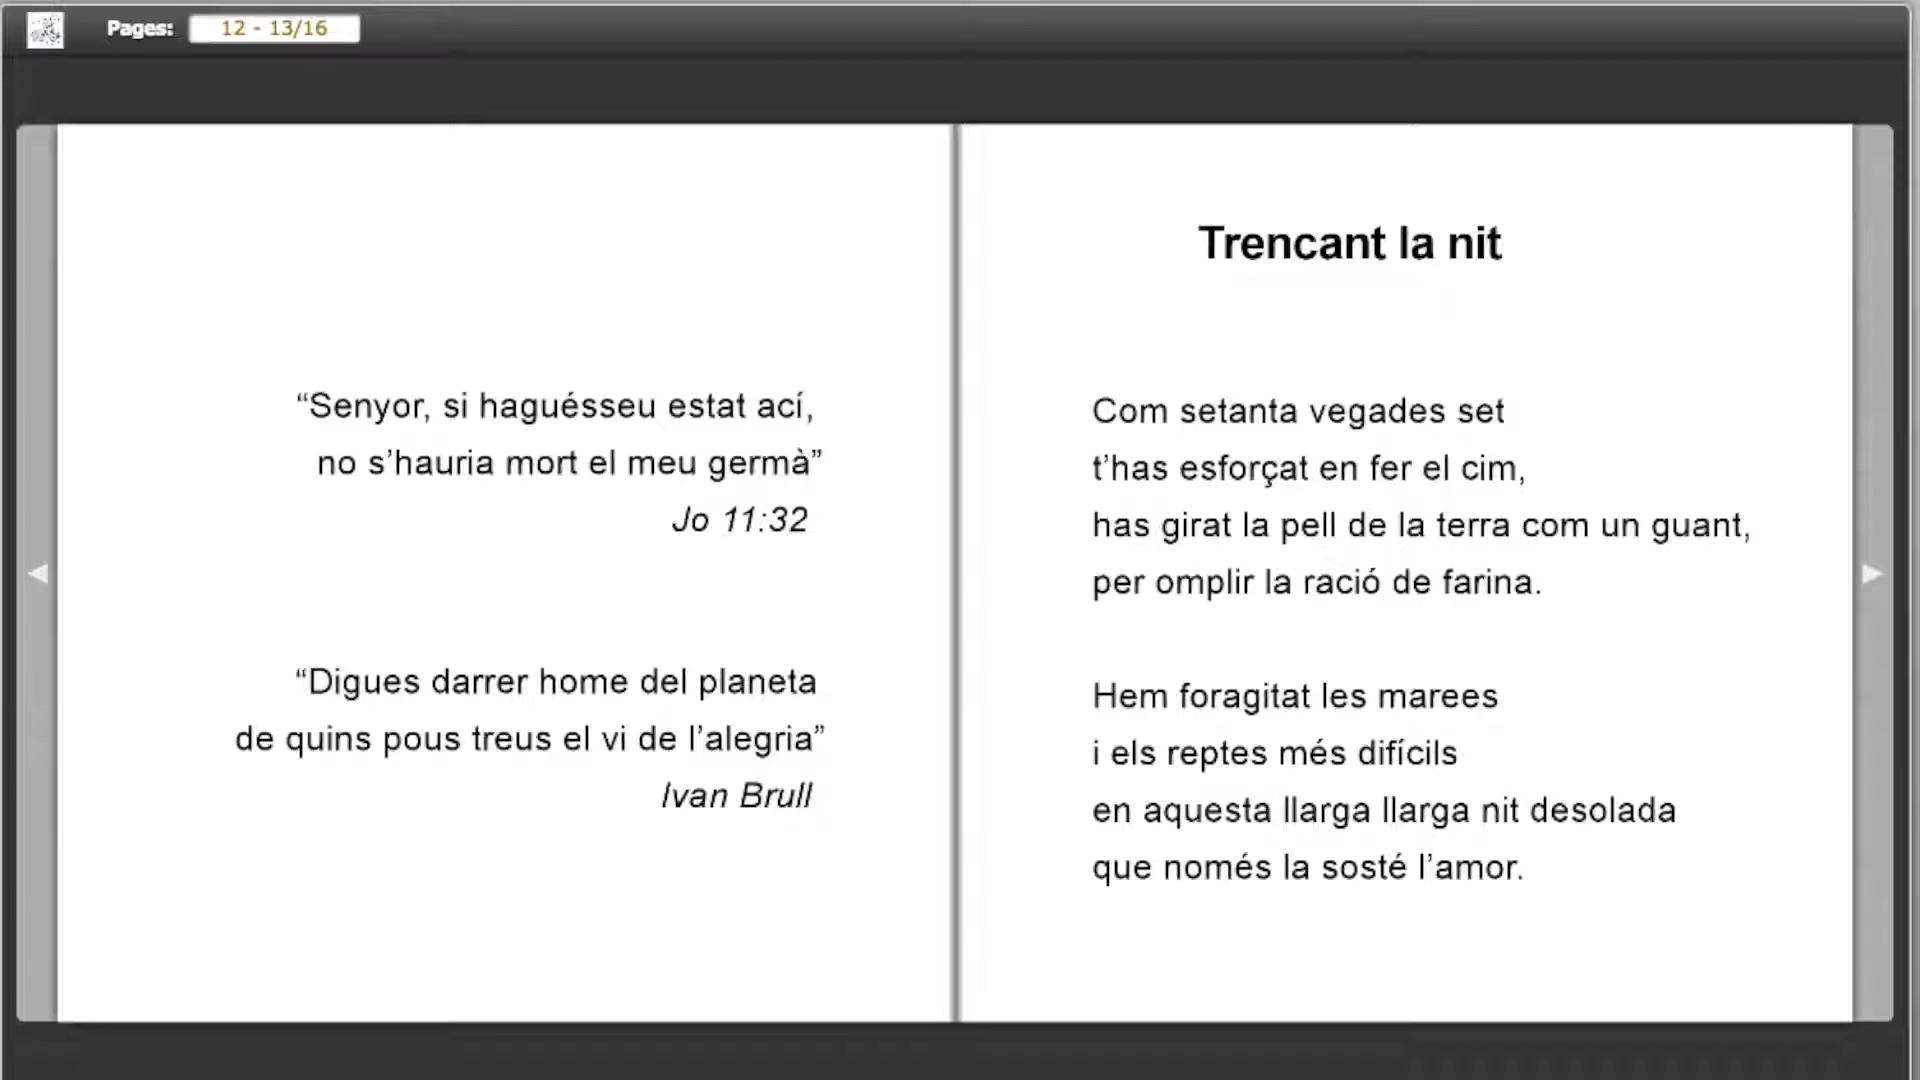 Pages: 12 - 13/16
“Senyor, si haguésseu estat ací,
no s’hauria mort el meu germà”
Jo 11:32
“Digues darrer home del planeta
de quins pous treus el vi de l’alegria”
Ivan Brull
Trencant la nit
Com setanta vegades set
t’has esforçat en fer el cim,
has girat la pell de la terra com un guant,
per omplir la ració de farina.
Hem foragitat les marees
i els reptes més difícils
en aquesta llarga llarga nit desolada
que només la sosté l’amor.